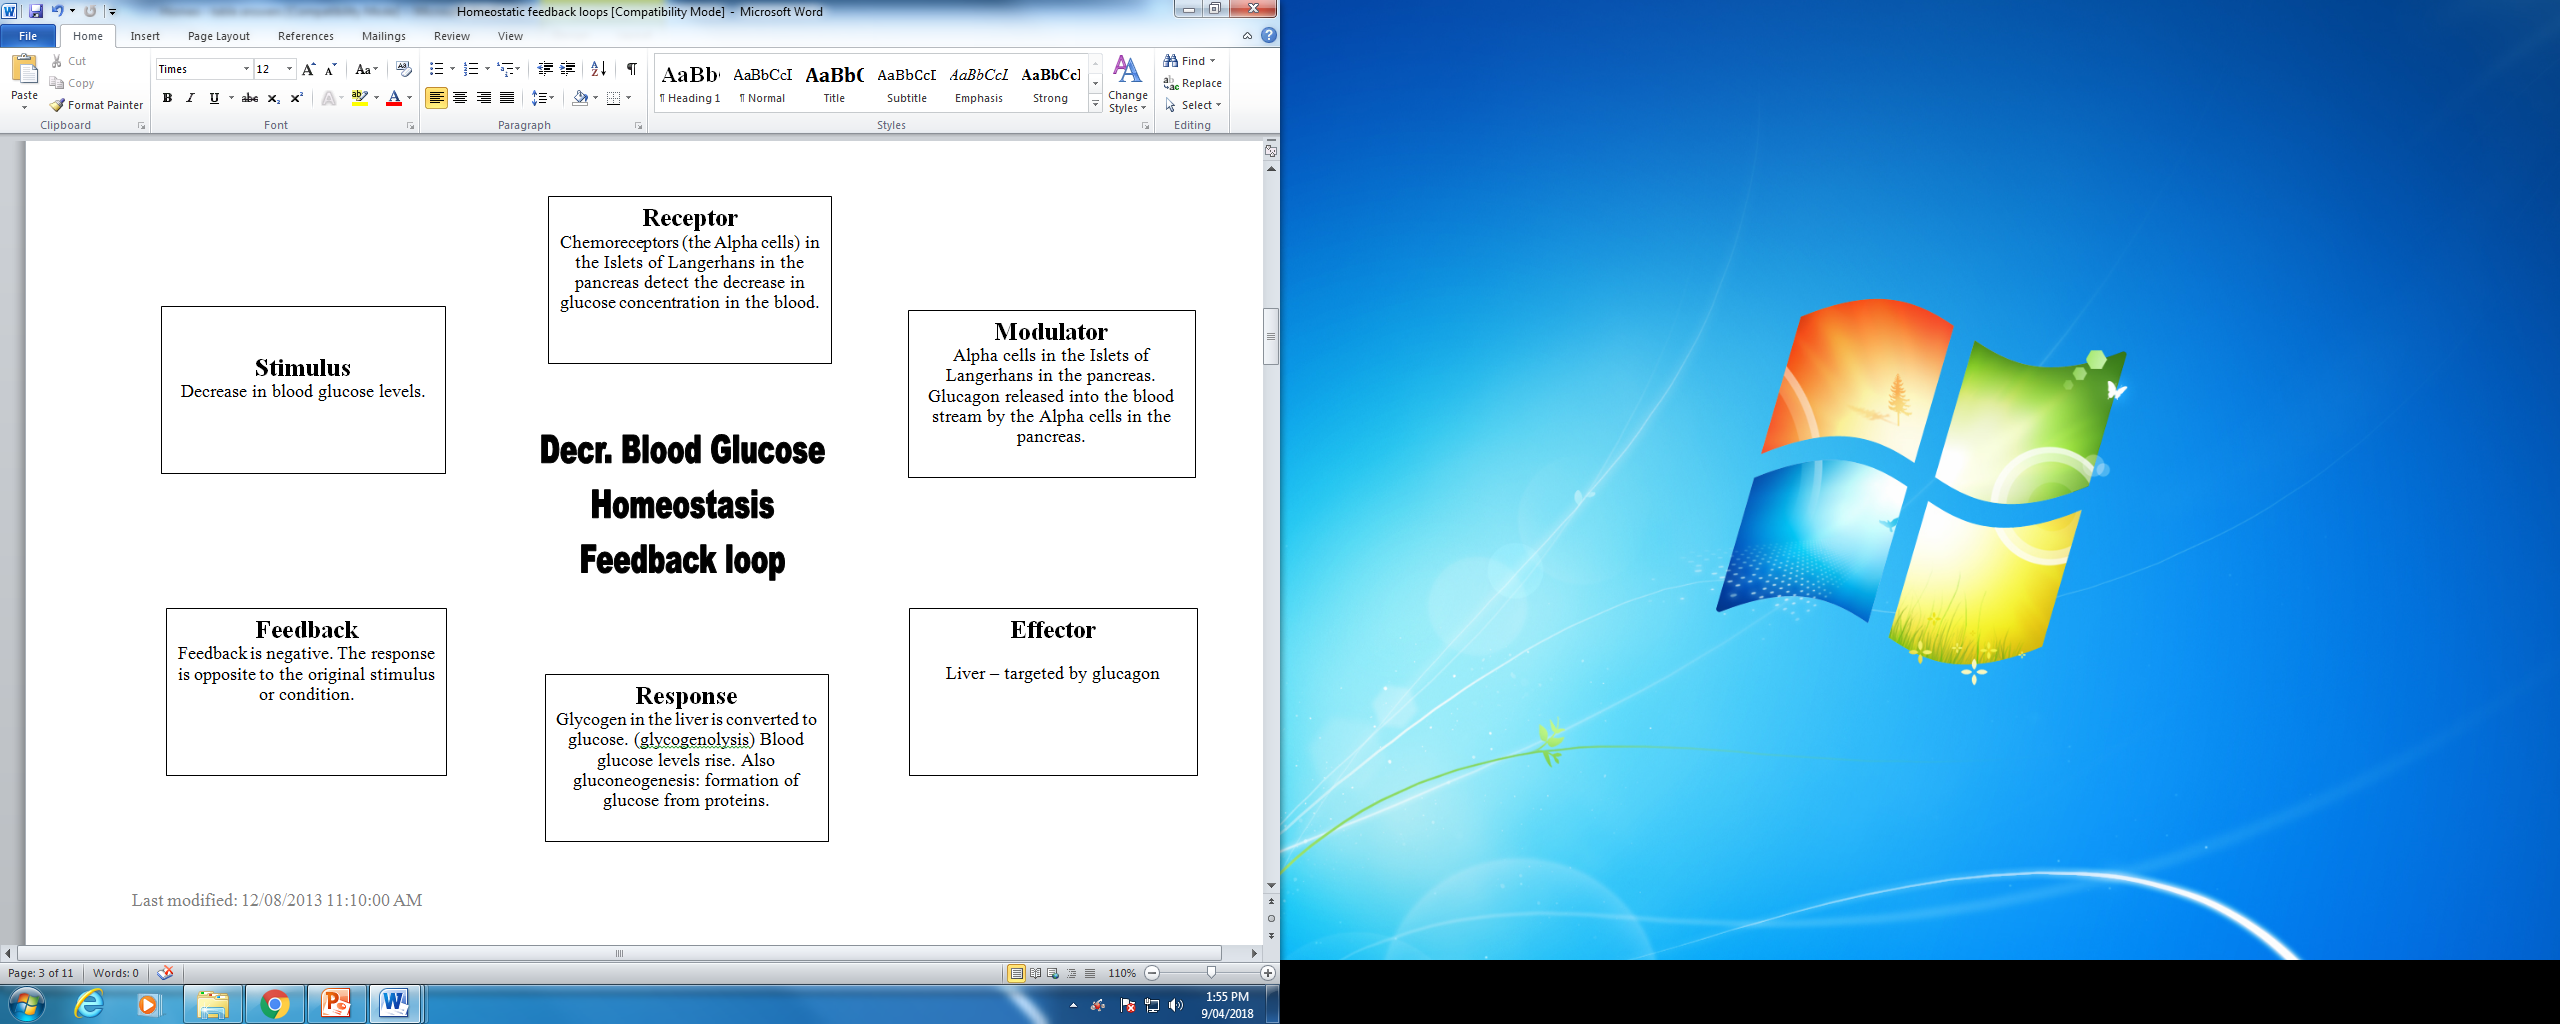 Homeostatic feedback loops [Compatibility Mode] - Microsoft Word
File Home Insert Page Layout References Mailings Review View
Paste
Cut
Copy
Format Painter
Clipboard
Times 12
Font
Paragraph
AaBb AaBbCcI AaBbC AaBbCcI AaBbCcI AaBbCcI
¶ Heading 1 ¶ Normal Title Subtitle Emphasis Strong
Change
Styles
Styles
Find
Replace
Select
Editing
Receptor
Chemoreceptors (the Alpha cells) in
the Islets of Langerhans in the
pancreas detect the decrease in
glucose concentration in the blood.
Stimulus
Decrease in blood glucose levels.
Modulator
Alpha cells in the Islets of
Langerhans in the pancreas.
Glucagon released into the blood
stream by the Alpha cells in the
pancreas.
Decr. Blood Glucose
Homeostasis
Feedback loop
Feedback
Feedback is negative. The response
is opposite to the original stimulus
or condition.
Response
Glycogen in the liver is converted to
glucose. (glycogenolysis) Blood
glucose levels rise. Also
gluconeogenesis: formation of
glucose from proteins.
Effector
Liver – targeted by glucagon
Last modified: 12/08/2013 11:10:00 AM
Page: 3 of 11 Words: 0 110%
1:55 PM
9/04/2018